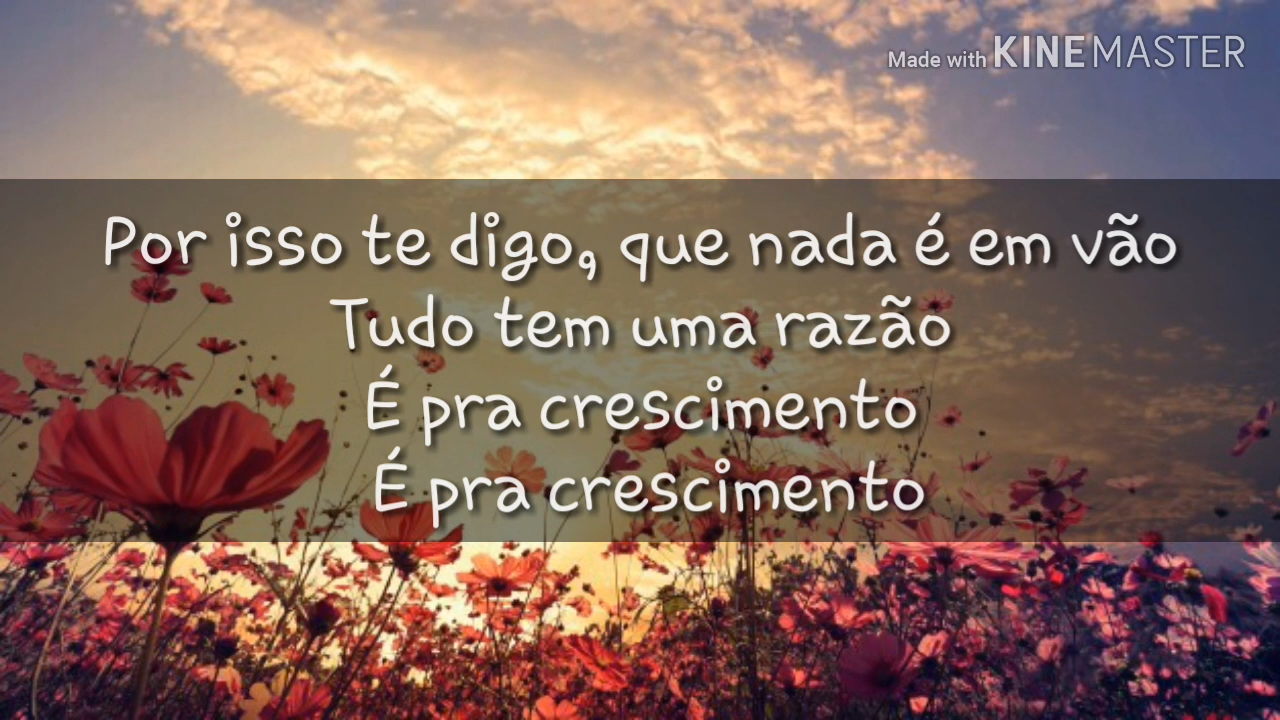 Made with KINEMASTER
Por isso te digo, que nada é em vão
Tudo tem uma razão
É pra crescimento
É pra crescimento